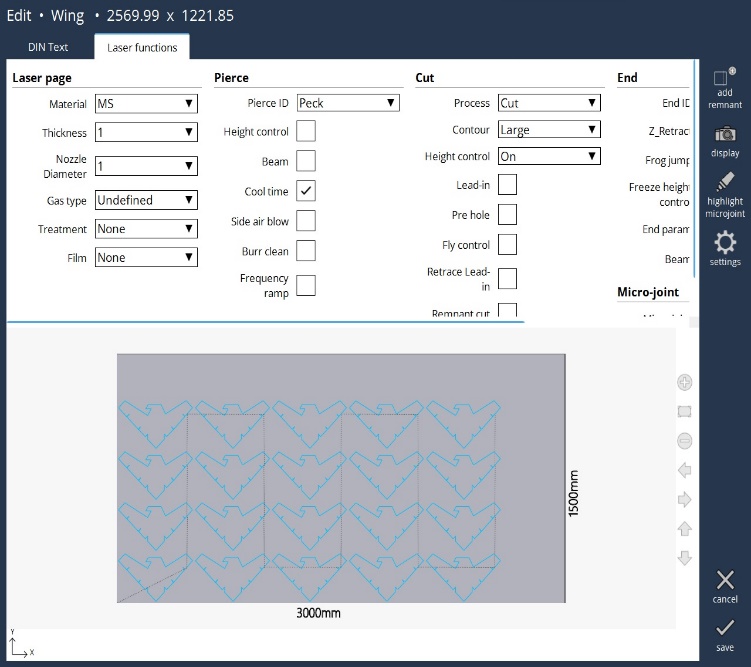 Edit • Wing • 2569.99 x 1221.85
DIN Text
Laser functions
Laser page
Material MS
Thickness 1
Nozzle
Diameter 1
Gas type Undefined
Treatment None
Film None
Pierce
Pierce ID Peck
Height control
Beam
Cool time
Side air blow
Burr clean
Frequency
ramp
Cut
Process Cut
Contour Large
Height control On
Lead-in
Pre hole
Fly control
Retrace Lead-
in
Remnant cut
End
End ID
Z_Retrac
Frog jump
Freeze height
contro
End param
Bear
Micro-joint
add
remnant
display
highlight
microjoint
settings
1500mm
3000mm
Y
X
cancel
save